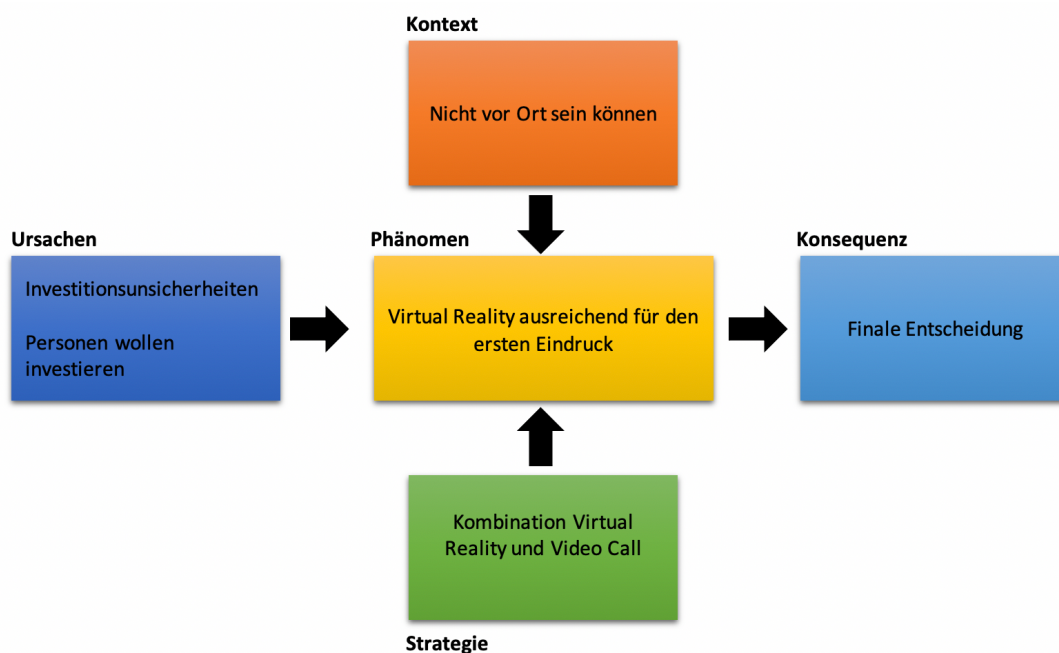 Kontext
Nicht vor Ort sein können
Ursachen
Investitionsunsicherheiten
Personen wollen
investieren
Phänomen
Virtual Reality ausreichend für den
ersten Eindruck
Konsequenz
Finale Entscheidung
Kombination Virtual
Reality und Video Call
Strategie